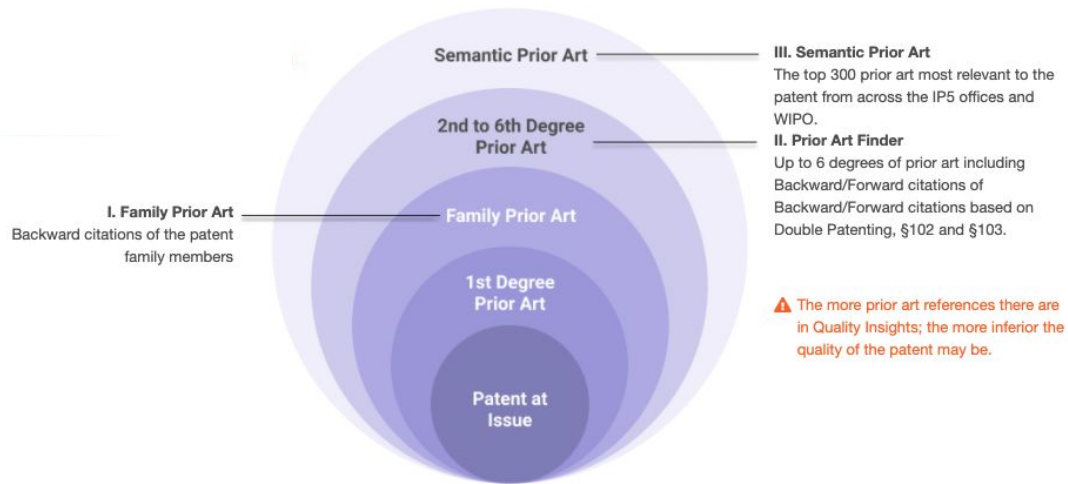 Semantic Prior Art
2nd to 6th Degree
Prior Art
Family Prior Art
1st Degree
Prior Art
Patent at
Issue
I. Family Prior Art
Backward citations of the patent
family members
III. Semantic Prior Art
The top 300 prior art most relevant to the
patent from across the IP5 offices and
WIPO.
II. Prior Art Finder
Up to 6 degrees of prior art including
Backward/Forward citations of
Backward/Forward citations based on
Double Patenting, §102 and §103.
The more prior art references there are
in Quality Insights; the more inferior the
quality of the patent may be.